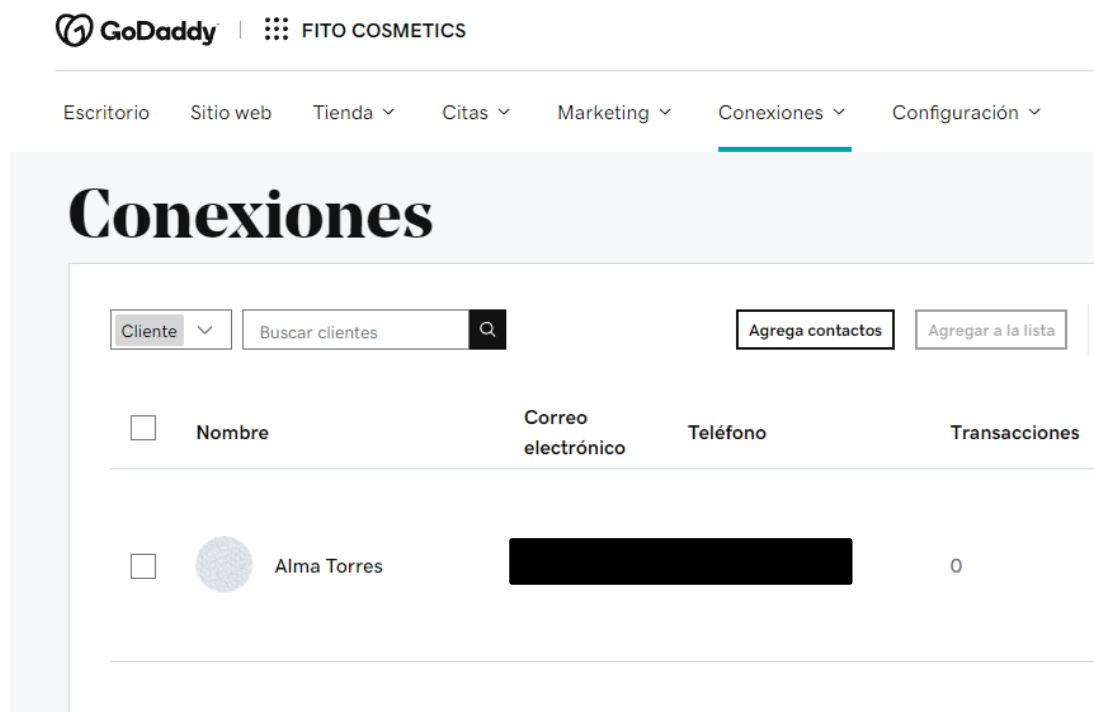 GoDaddy FITO COSMETICS
Escritorio Sitio web Tienda Citas Marketing Conexiones Configuración
Conexiones
Cliente Buscar clientes Agrega contactos Agregar a la lista
Nombre Correo electrónico Teléfono Transacciones
Alma Torres 0